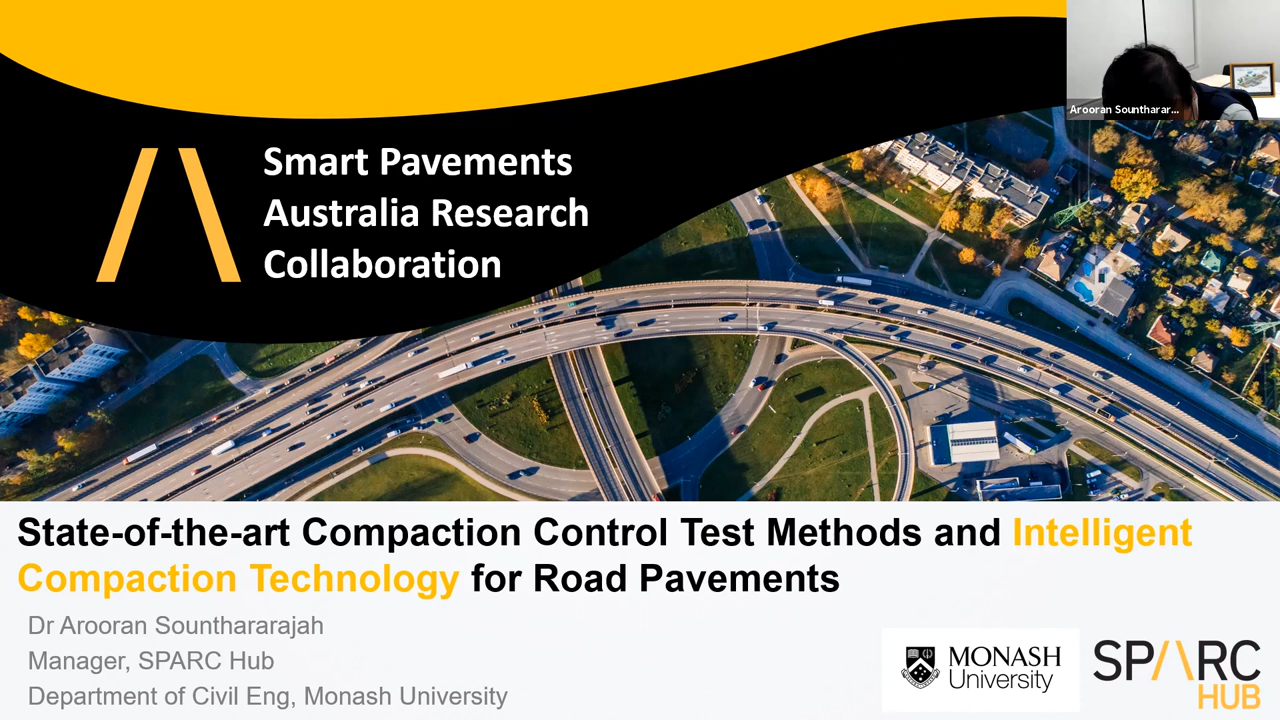 Arooran Sountharar...
Smart Pavements
Australia Research
Collaboration
State-of-the-art Compaction Control Test Methods and Intelligent
Compaction Technology for Road Pavements
Dr Arooran Sounthararajah
Manager, SPARC Hub
Department of Civil Eng, Monash University
MONASH
University
SPARC
HUB